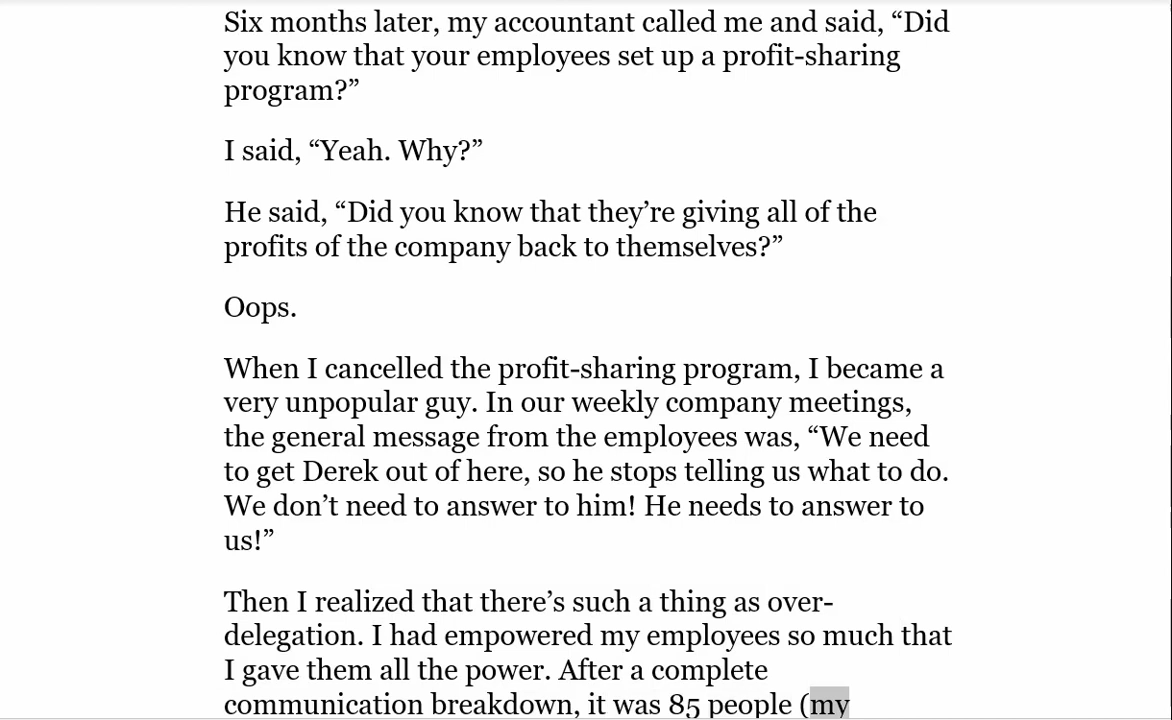 Six months later, my accountant called me and said, “Did
you know that your employees set up a profit-sharing
program?”
I said, “Yeah. Why?”
He said, “Did you know that they’re giving all of the
profits of the company back to themselves?”
Oops.
When I cancelled the profit-sharing program, I became a
very unpopular guy. In our weekly company meetings,
the general message from the employees was, “We need
to get Derek out of here, so he stops telling us what to do.
We don’t need to answer to him! He needs to answer to
us!”
Then I realized that there’s such a thing as over-
delegation. I had empowered my employees so much that
I gave them all the power. After a complete
communication breakdown, it was 85 people (my